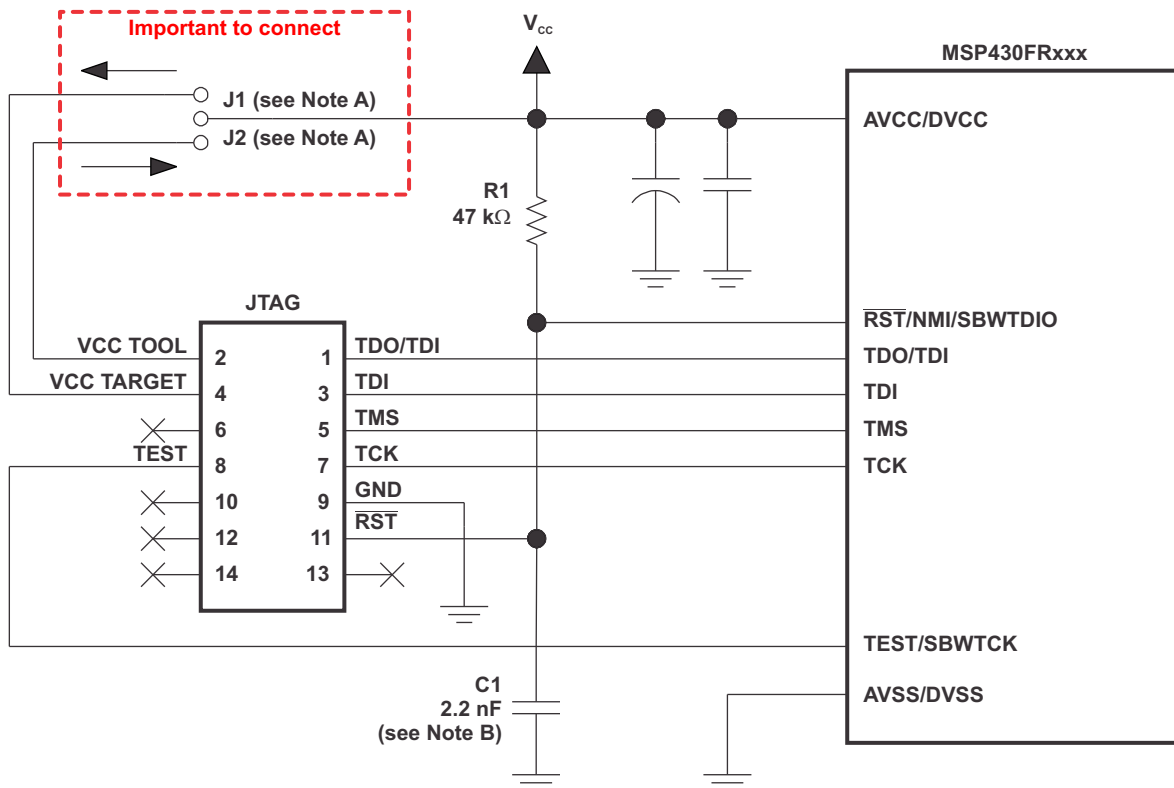 Important to connect
J1 (see Note A)
J2 (see Note A)
Vcc
MSP430FRxxx
AVCC/DVCC
R1
47 kΩ
JTAG
RST/NMI/SBWTDIO
VCC TOOL
2
1
TDO/TDI
TDO/TDI
VCC TARGET
4
3
TDI
TDI
6
5
TMS
TMS
TEST
8
7
TCK
TCK
10
9
GND
12
11
RST
14
13
TEST/SBWTCK
C1
2.2 nF
(see Note B)
AVSS/DVSS